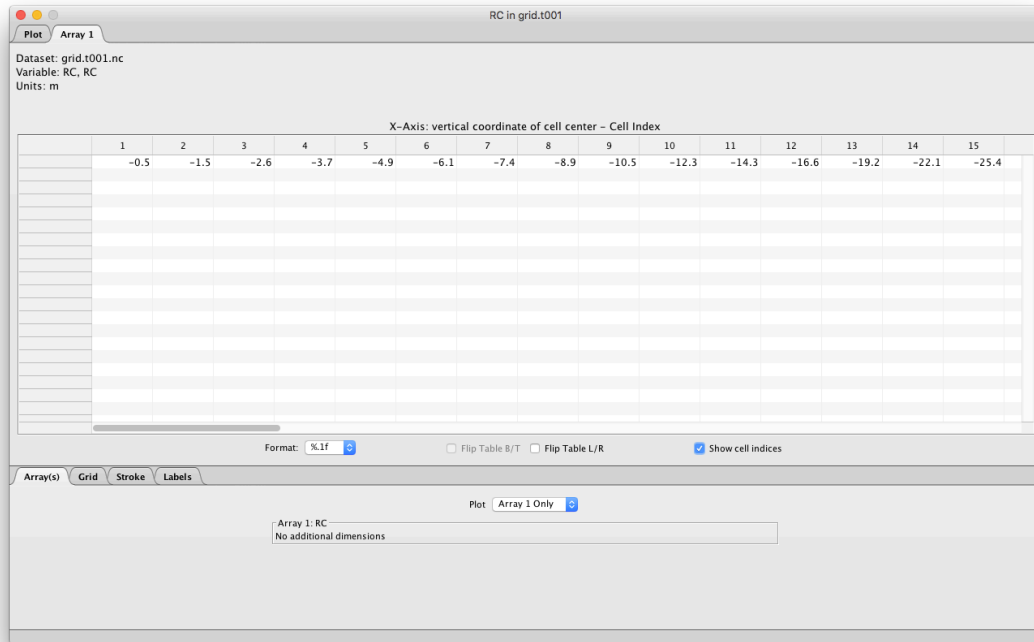 RC in grid.t001
Plot Array 1
Dataset: grid.t001.nc
Variable: RC, RC
Units: m
X-Axis: vertical coordinate of cell center – Cell Index
1 2 3 4 5 6 7 8 9 10 11 12 13 14 15
-0.5 -1.5 -2.6 -3.7 -4.9 -6.1 -7.4 -8.9 -10.5 -12.3 -14.3 -16.6 -19.2 -22.1 -25.4
Format: %.1f Flip Table B/T Flip Table L/R Show cell indices
Array(s) Grid Stroke Labels
Plot Array 1 Only
Array 1: RC
No additional dimensions